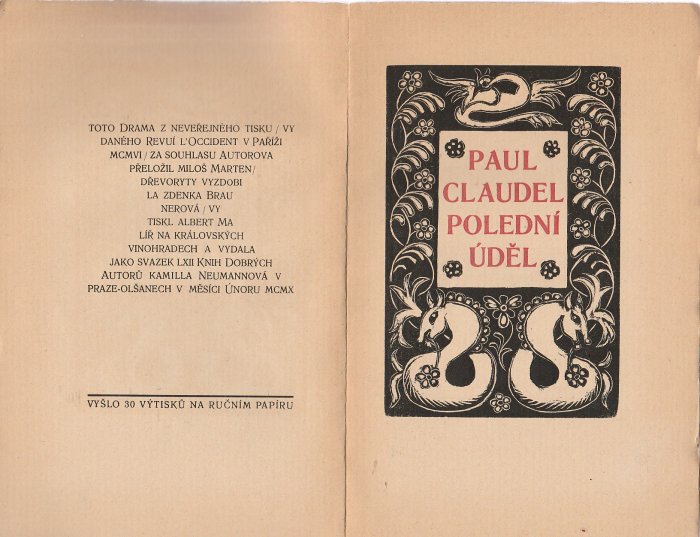 TOTO DRAMA Z NEVEŘEJNÉHO TISKU / VY
DANÉHO REVUÍ L'OCCIDENT V PAŘÍŽI
MCMVI / ZA SOUHLASU AUTOROVA
PŘELOŽIL MILOŠ MARTEN /
DŘEVORYTY VYZDOBI
LA ZDENKA BRAU
NEROVÁ / VY
TISKL ALBERT MA
LÍŘ NA KRÁLOVSKÝCH
VINOHRADECH A VYDALA
JAKO SVAZEK LXII KNIH DOBRÝCH
AUTORŮ KAMILLA NEUMANNOVÁ V
PRAZE-OLŠANECH V MĚSÍCI ÚNORU MCMX
VYŠLO 30 VÝTISKŮ NA RUČNÍM PAPÍRU
PAUL
CLAUDEL
POLEDNÍ
ÚDĚL